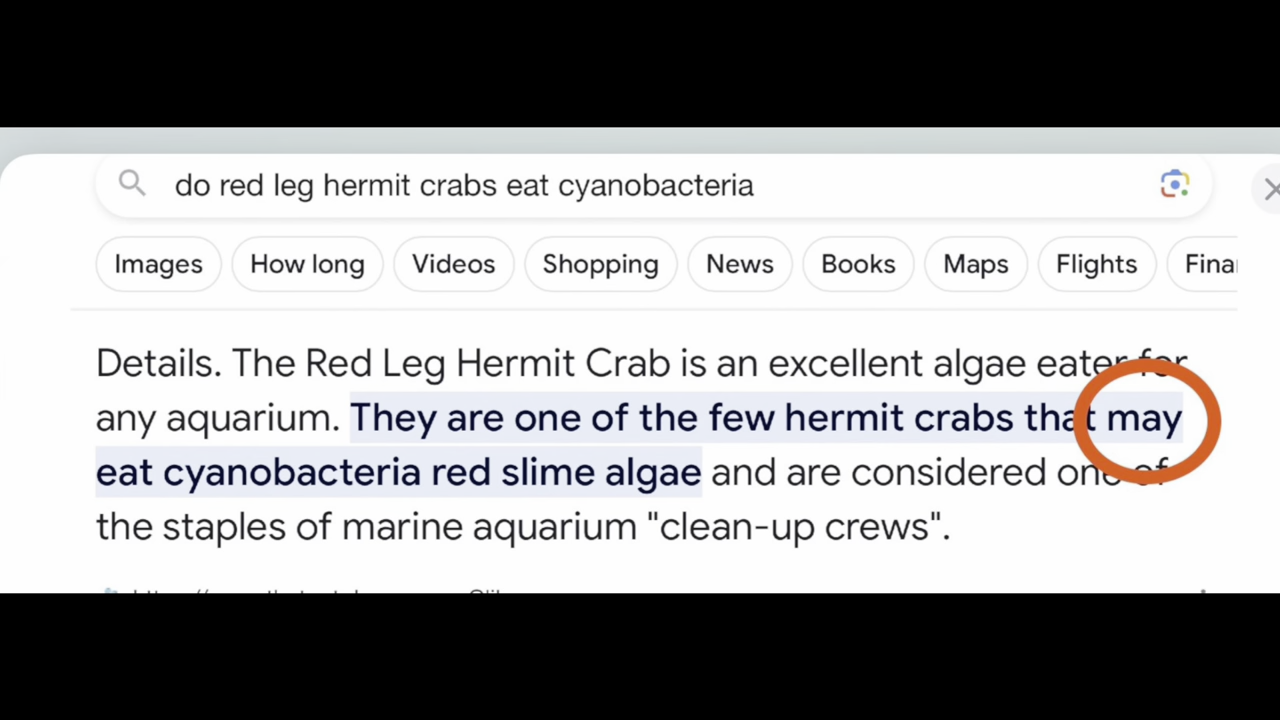 do red leg hermit crabs eat cyanobacteria
Images How long Videos Shopping News Books Maps Flights
Details. The Red Leg Hermit Crab is an excellent algae eater for
any aquarium. They are one of the few hermit crabs that may
eat cyanobacteria red slime algae and are considered one of
the staples of marine aquarium "clean-up crews".